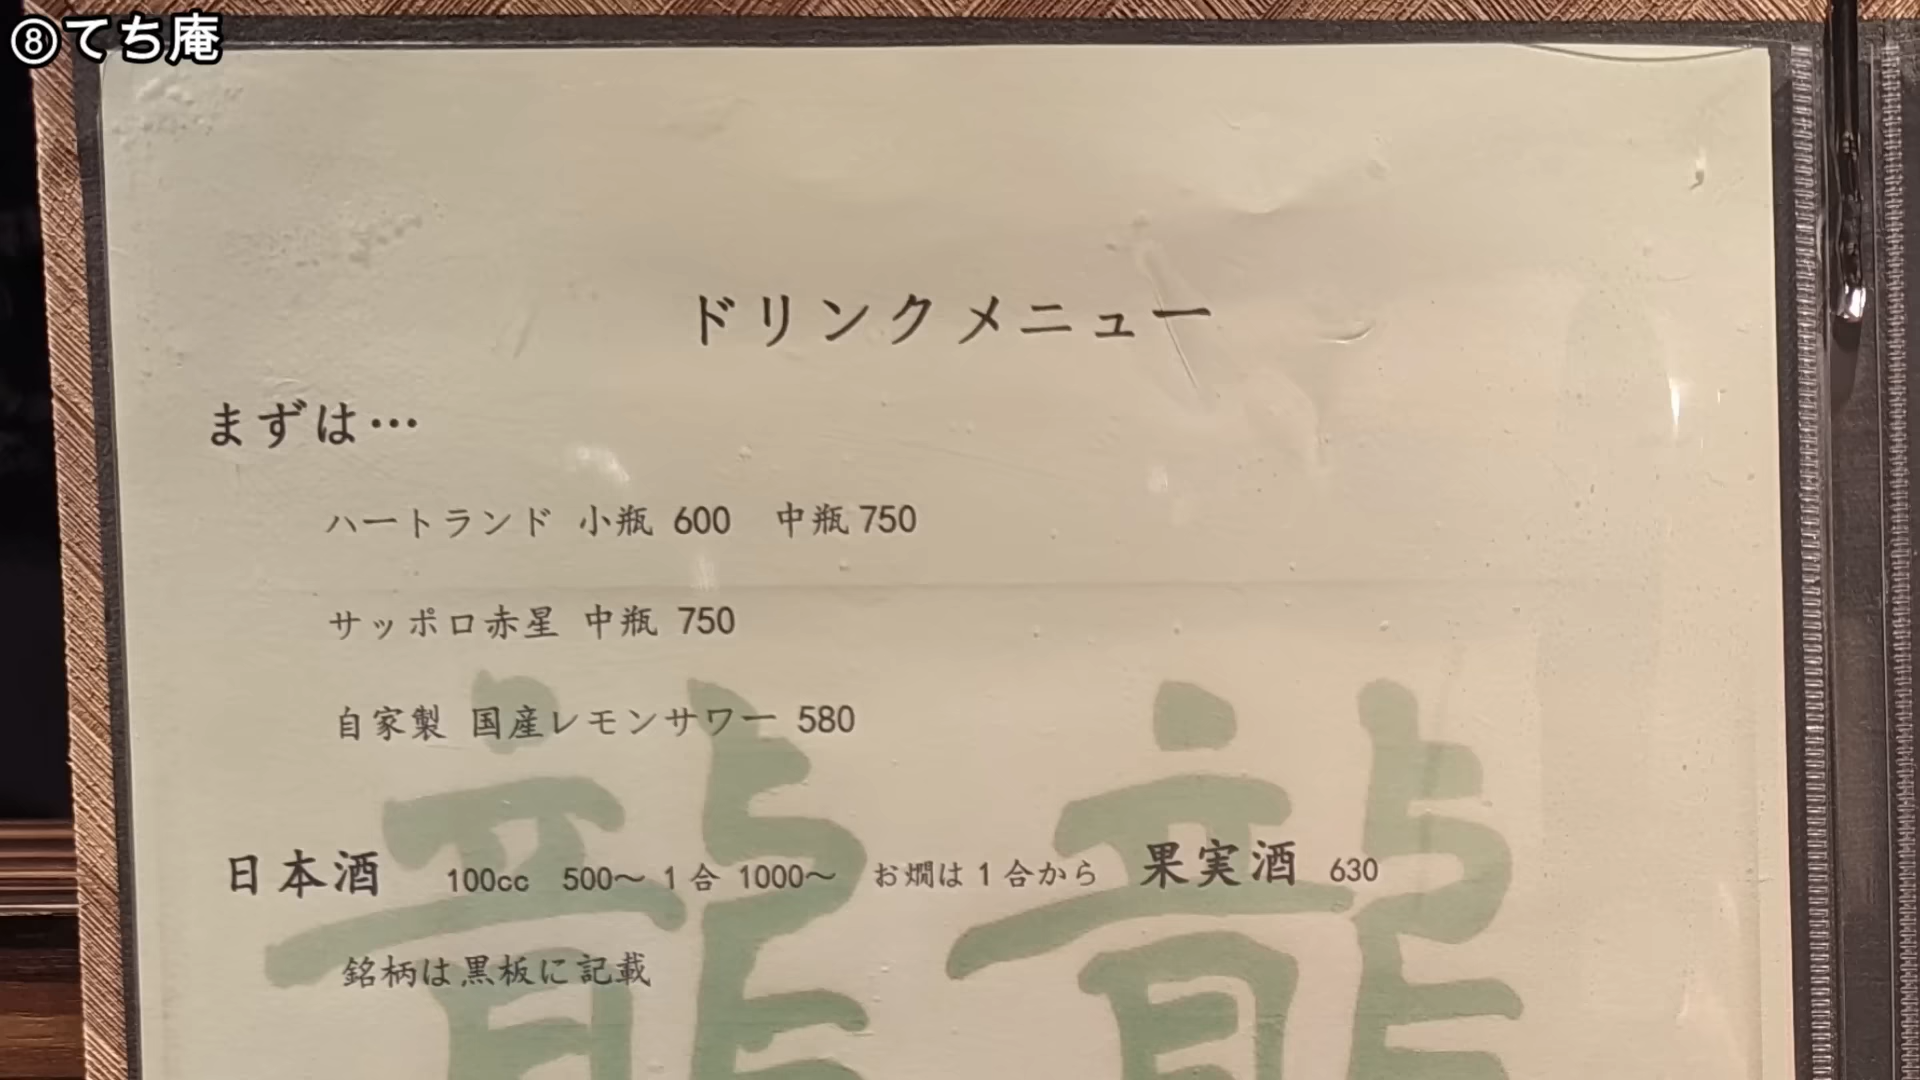 ⑧てち庵
ドリンクメニュー
まずは…
ハートランド 小瓶 600 中瓶 750
サッポロ赤星 中瓶 750
自家製 国産レモンサワー 580
日本酒 100cc 500～ 1合 1000～ お燗は1合から 果実酒 630
銘柄は黒板に記載
龍 龍